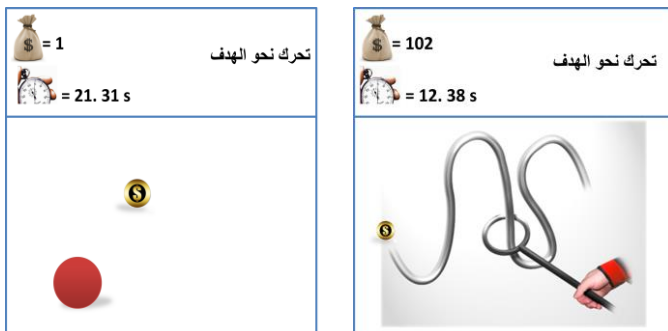 = 1
تحرك نحو الهدف
= 21. 31 s
= 102
تحرك نحو الهدف
= 12. 38 s
$
$
$
$